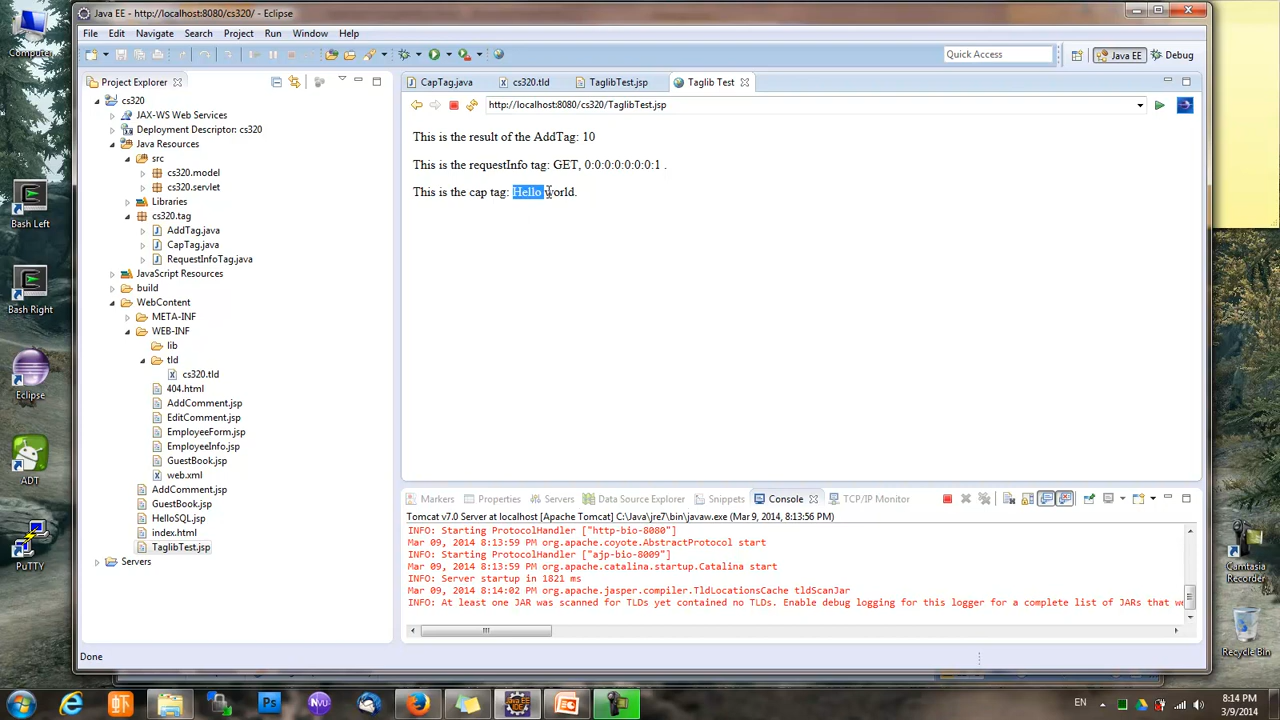 Java EE - http://localhost:8080/cs320/ - Eclipse
File Edit Navigate Search Project Run Window Help
Quick Access
Java EE
Debug
Project Explorer
cs320
JAX-WS Web Services
Deployment Descriptor: cs320
Java Resources
src
cs320.model
cs320.servlet
Libraries
cs320.tag
AddTag.java
CapTag.java
RequestInfoTag.java
JavaScript Resources
build
WebContent
META-INF
WEB-INF
lib
tld
cs320.tld
404.html
AddComment.jsp
EditComment.jsp
EmployeeForm.jsp
EmployeeInfo.jsp
GuestBook.jsp
web.xml
AddComment.jsp
GuestBook.jsp
HelloSQL.jsp
index.html
TaglibTest.jsp
Servers
CapTag.java
cs320.tld
TaglibTest.jsp
Taglib Test
http://localhost:8080/cs320/TaglibTest.jsp
This is the result of the AddTag: 10
This is the requestInfo tag: GET, 0:0:0:0:0:0:0:1 .
This is the cap tag: Hello world.
Markers Properties Servers Data Source Explorer Snippets Console TCP/IP Monitor
Tomcat v7.0 Server at localhost [Apache Tomcat] C:\Java\jre7\bin\javaw.exe (Mar 09, 2014, 8:13:56 PM)
INFO: Starting ProtocolHandler ["http-bio-8080"]
Mar 09, 2014 8:13:59 PM org.apache.coyote.AbstractProtocol start
INFO: Starting ProtocolHandler ["ajp-bio-8009"]
Mar 09, 2014 8:13:59 PM org.apache.catalina.startup.Catalina start
INFO: Server startup in 1821 ms
Mar 09, 2014 8:14:02 PM org.apache.jasper.compiler.TldLocationsCache tldScanJar
INFO: At least one JAR was scanned for TLDs yet contained no TLDs. Enable debug logging for this logger for a complete list of JARs that we
Done
Computer
Bash Left
Bash Right
Eclipse
ADT
PuTTY
Camtasia
Recorder
Recycle Bin
虾
Ps
NVU
Java EE
EN
8:14 PM
3/9/2014